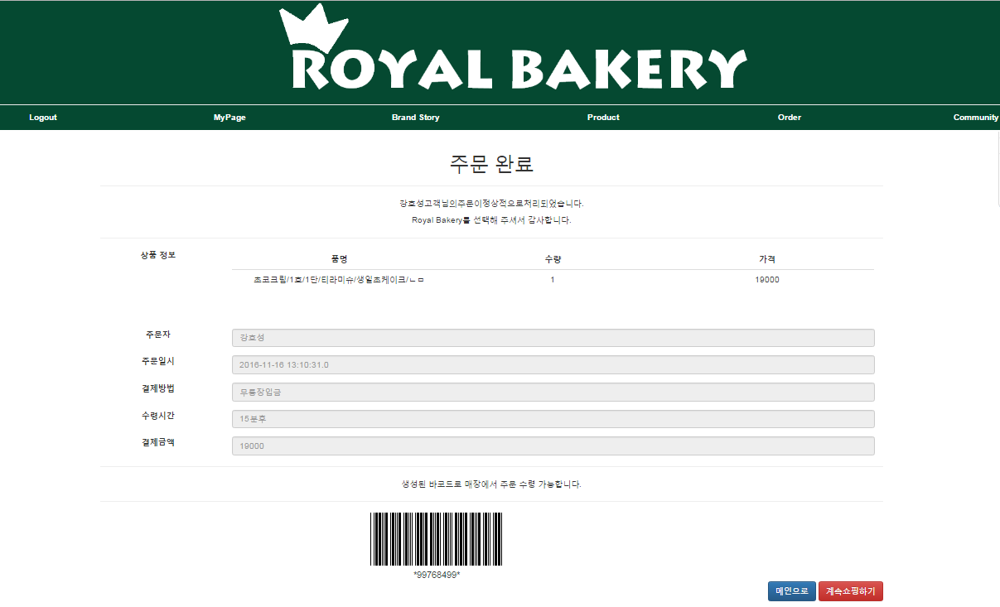 ROYAL BAKERY
Logout MyPage Brand Story Product Order Community
주문 완료
강효성고객님의주문이정상적으로처리되었습니다.
Royal Bakery를 선택해 주셔서 감사합니다.
상품 정보
품명 수량 가격
초코크림/1호/1단/티라미슈/생일초케이크/ㄴㅁ 1 19000
주문자 강효성
주문일시 2016-11-16 13:10:31.0
결제방법 무통장입금
수령시간 15분후
결제금액 19000
생성된 바코드로 매장에서 주문 수령 가능합니다.
*99768499*
메인으로 계속쇼핑하기